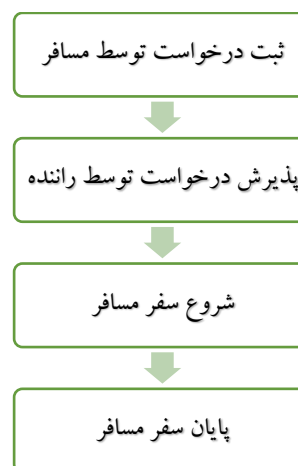 ثبت درخواست توسط مسافر
پذیرش درخواست توسط راننده
شروع سفر مسافر
پایان سفر مسافر